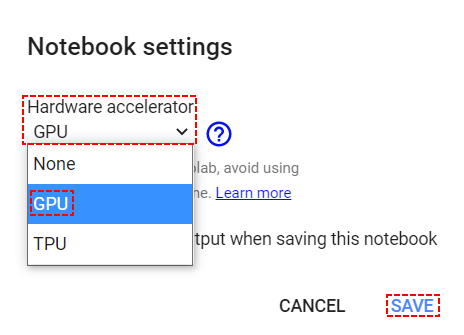 Notebook settings
Hardware accelerator
GPU
None
olab, avoid using
GPU
ne. Learn more
TPU
tput when saving this notebook
CANCEL SAVE